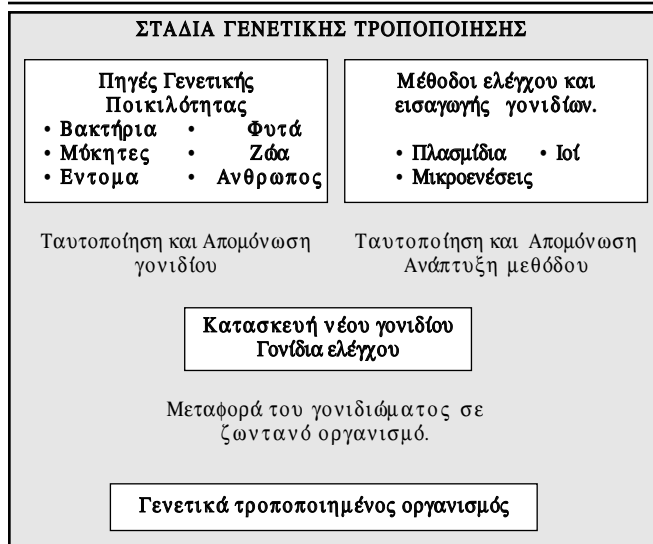 ΣΤΑΔΙΑ ΓΕΝΕΤΙΚΗΣ ΤΡΟΠΟΠΟΙΗΣΗΣ
Πηγές Γενετικής
Ποικιλότητας
• Βακτήρια • Φυτά
• Μύκητες • Ζώα
• Εντομα • Ανθρωπος
Μέθοδοι ελέγχου και
εισαγωγής γονιδίων.
• Πλασμίδια • Ιοί
• Μικροενέσεις
Ταυτοποίηση και Απομόνωση
γονιδίου
Ταυτοποίηση και Απομόνωση
Ανάπτυξη μεθόδου
Κατασκευή νέου γονιδίου
Γονίδια ελέγχου
Μεταφορά του γονιδιώματος σε
ζωντανό οργανισμό.
Γενετικά τροποποιημένος οργανισμός